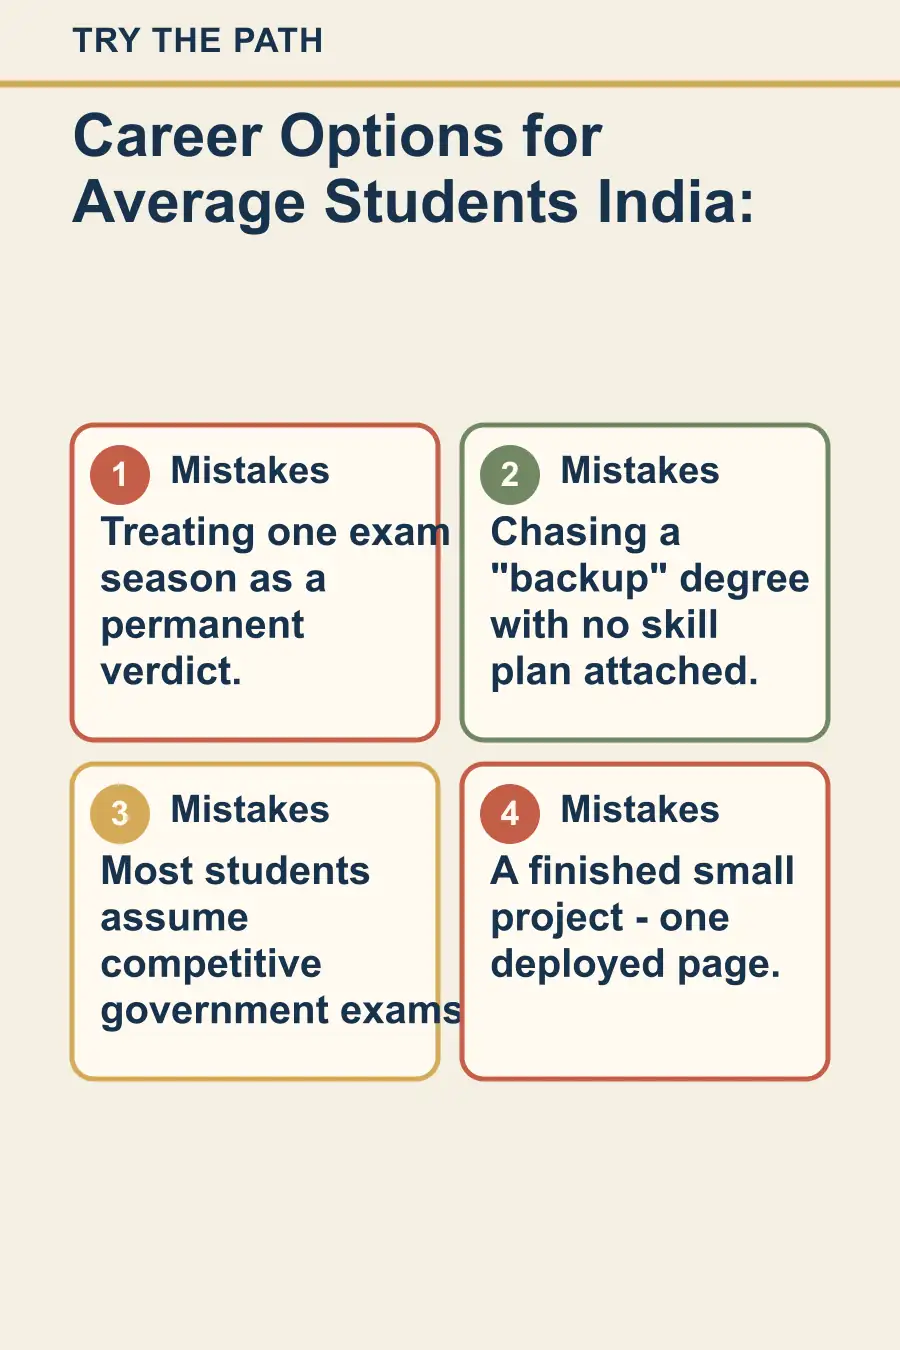 TRY THE PATH
Career Options for
Average Students India:
1 Mistakes
Treating one exam
season as a
permanent
verdict.
2 Mistakes
Chasing a
"backup" degree
with no skill
plan attached.
3 Mistakes
Most students
assume
competitive
government exams
4 Mistakes
A finished small
project - one
deployed page.